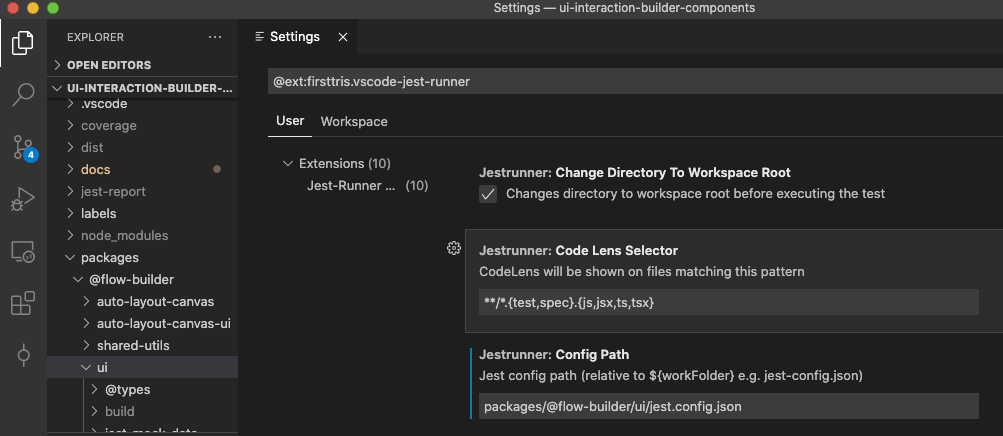 Settings — ui-interaction-builder-components
EXPLORER
OPEN EDITORS
UI-INTERACTION-BUILDER-...
.vscode
coverage
dist
docs
jest-report
labels
node_modules
packages
@flow-builder
auto-layout-canvas
auto-layout-canvas-ui
shared-utils
ui
@types
build
jest-mock-data
4
Settings
@ext:firsttris.vscode-jest-runner
User Workspace
Extensions (10)
Jest-Runner ... (10)
Jestrunner: Change Directory To Workspace Root
Changes directory to workspace root before executing the test
Jestrunner: Code Lens Selector
CodeLens will be shown on files matching this pattern
**/*.{test,spec}.{js,jsx,ts,tsx}
Jestrunner: Config Path
Jest config path (relative to ${workFolder} e.g. jest-config.json)
packages/@flow-builder/ui/jest.config.json